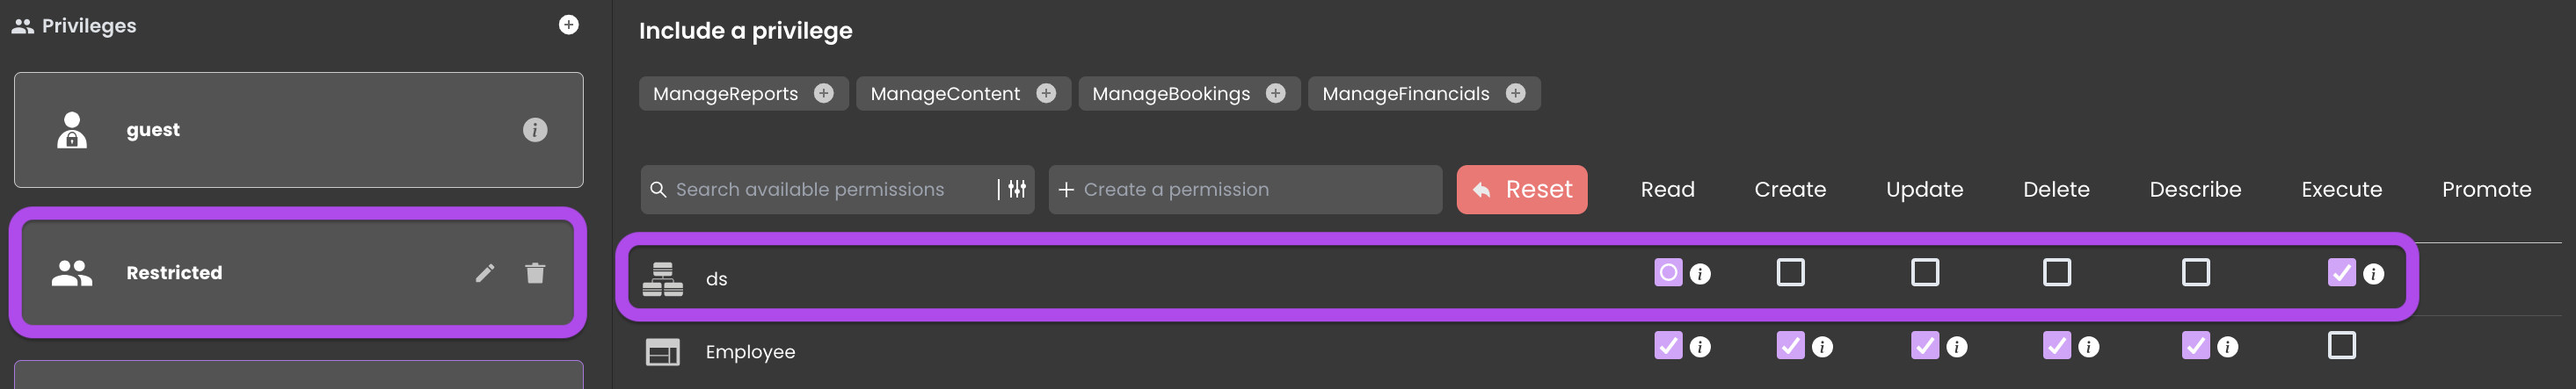 Privileges
guest
Restricted
Include a privilege
ManageReports ManageContent ManageBookings ManageFinancials
Search available permissions Create a permission Reset Read Create Update Delete Describe Execute Promote
ds
Employee